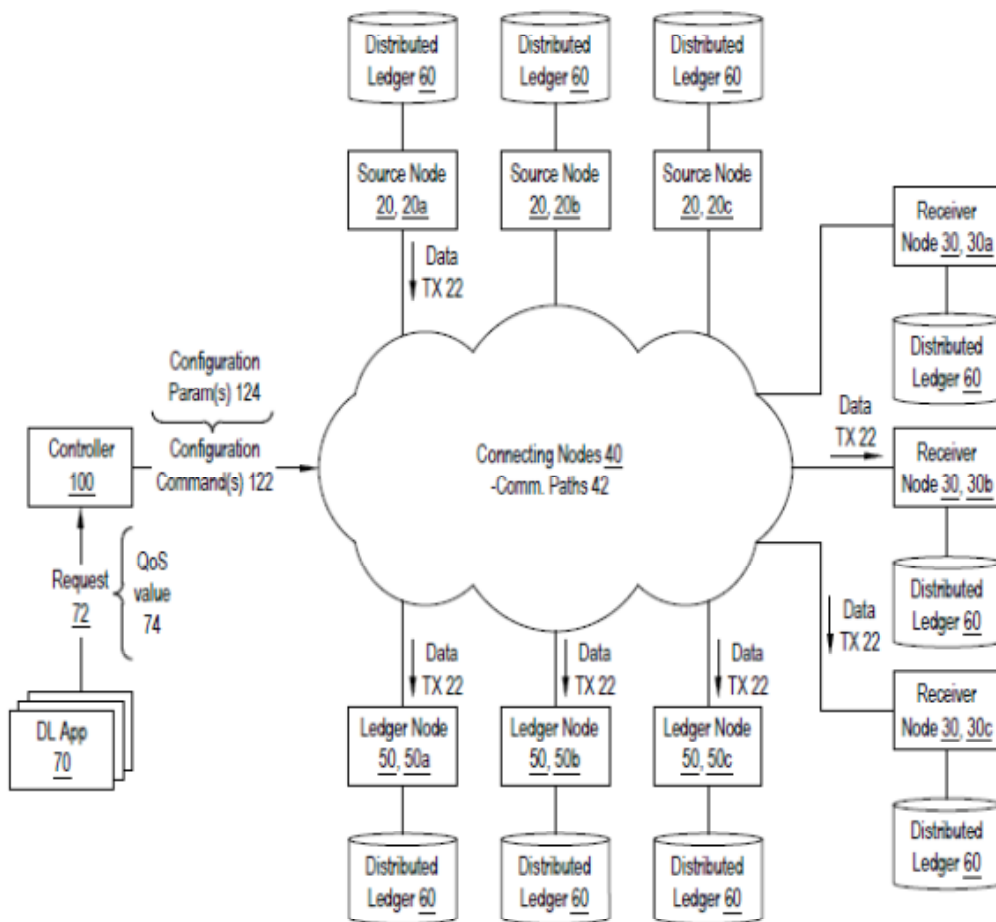 Distributed
Ledger 60
Distributed
Ledger 60
Distributed
Ledger 60
Source Node
20, 20a
Source Node
20, 20b
Source Node
20, 20c
Data
TX 22
Receiver
Node 30, 30a
Distributed
Ledger 60
Configuration
Param(s) 124
Configuration
Command(s) 122
Controller
100
Connecting Nodes 40
-Comm. Paths 42
Data
TX 22
Receiver
Node 30, 30b
Distributed
Ledger 60
Request
72
QoS
value
74
DL App
70
Data
TX 22
Data
TX 22
Data
TX 22
Data
TX 22
Ledger Node
50, 50a
Ledger Node
50, 50b
Ledger Node
50, 50c
Receiver
Node 30, 30c
Distributed
Ledger 60
Distributed
Ledger 60
Distributed
Ledger 60
Distributed
Ledger 60